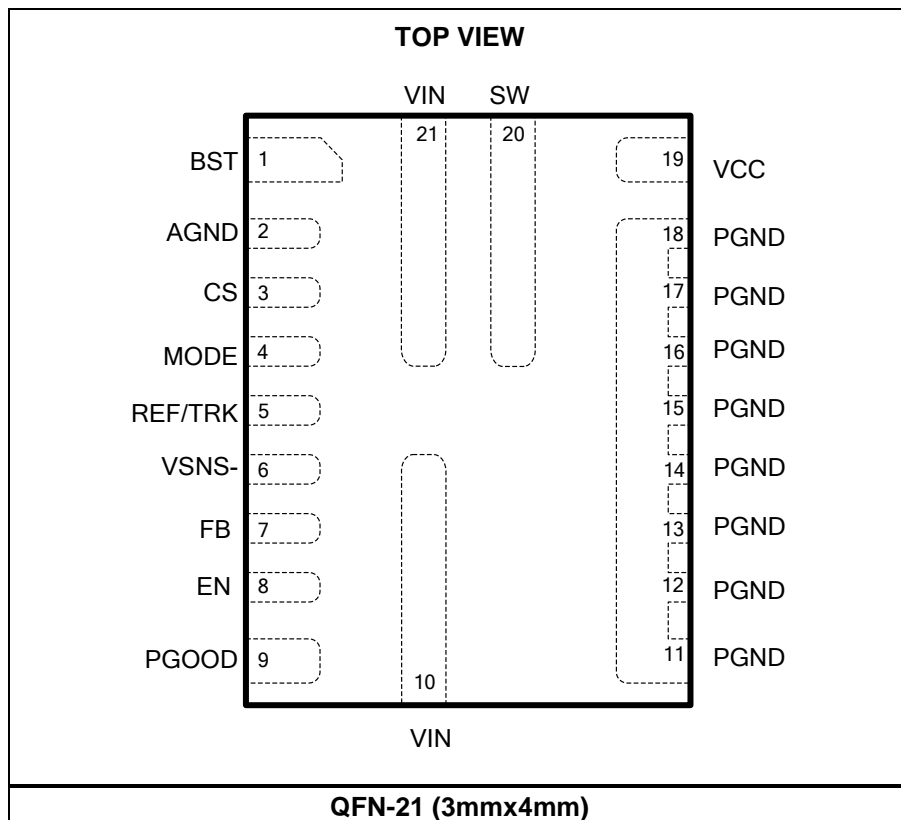 TOP VIEW
VIN SW
21 20
BST 1 19 VCC
AGND 2 18 PGND
CS 3 17 PGND
MODE 4 16 PGND
REF/TRK 5 15 PGND
VSNS- 6 14 PGND
FB 7 13 PGND
EN 8 12 PGND
PGOOD 9 11 PGND
10
VIN
QFN-21 (3mmx4mm)